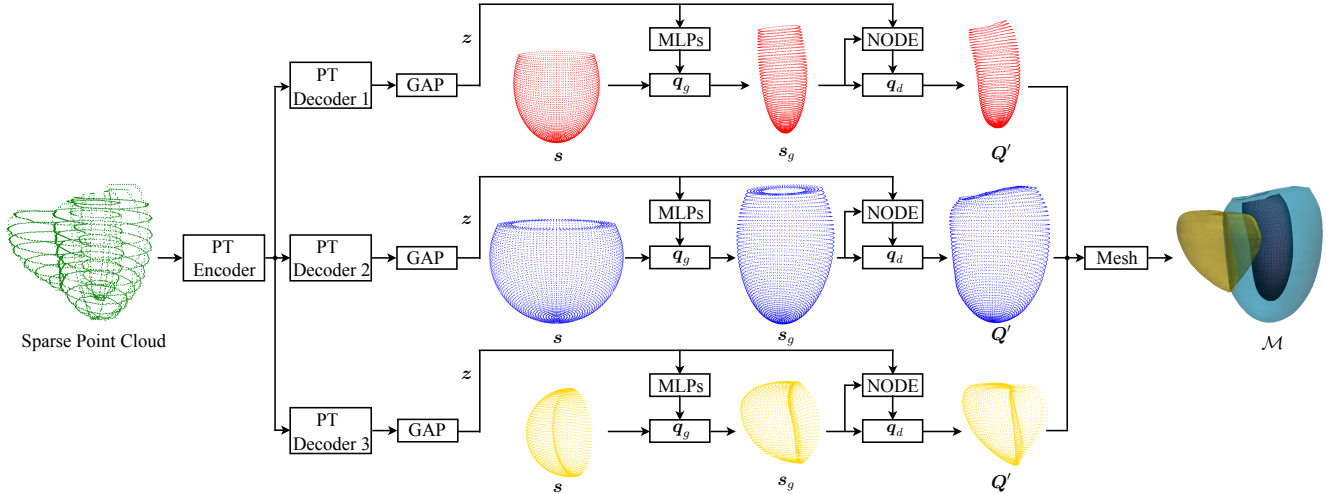 z
MLPs
NODE
PT
Decoder 1
GAP
q_g
q_d
s
s_g
Q′
z
MLPs
NODE
PT
Encoder
PT
Decoder 2
GAP
q_g
q_d
Mesh
Sparse Point Cloud
s
s_g
Q′
M
z
MLPs
NODE
PT
Decoder 3
GAP
q_g
q_d
s
s_g
Q′